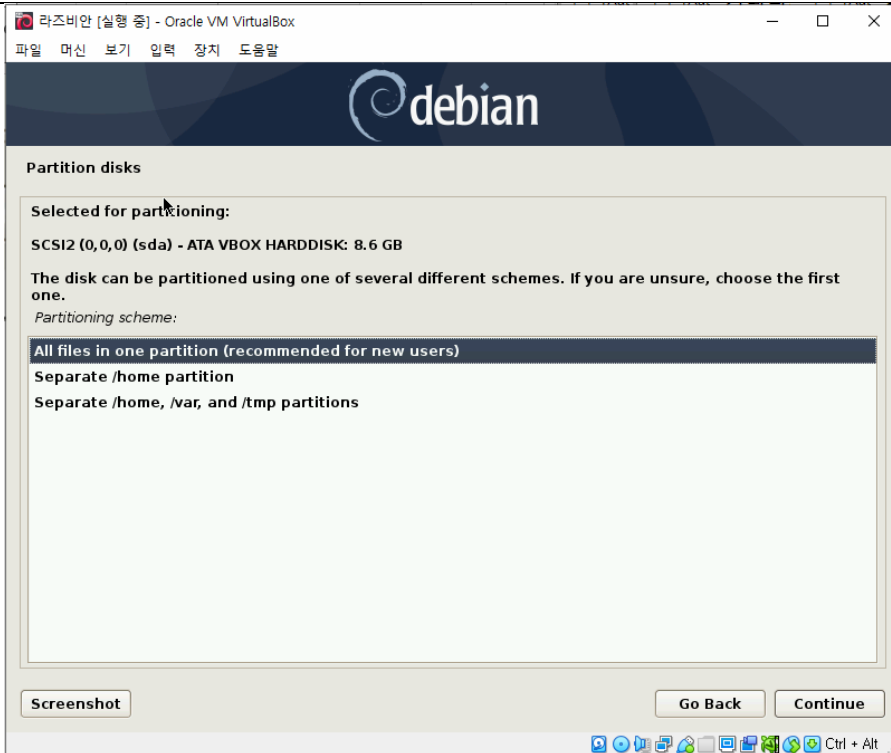 라즈비안 [실행 중] - Oracle VM VirtualBox
파일 머신 보기 입력 장치 도움말
debian
Partition disks
Selected for partitioning:
SCSI2 (0,0,0) (sda) - ATA VBOX HARDDISK: 8.6 GB
The disk can be partitioned using one of several different schemes. If you are unsure, choose the first
one.
Partitioning scheme:
All files in one partition (recommended for new users)
Separate /home partition
Separate /home, /var, and /tmp partitions
Screenshot Go Back Continue
Ctrl + Alt